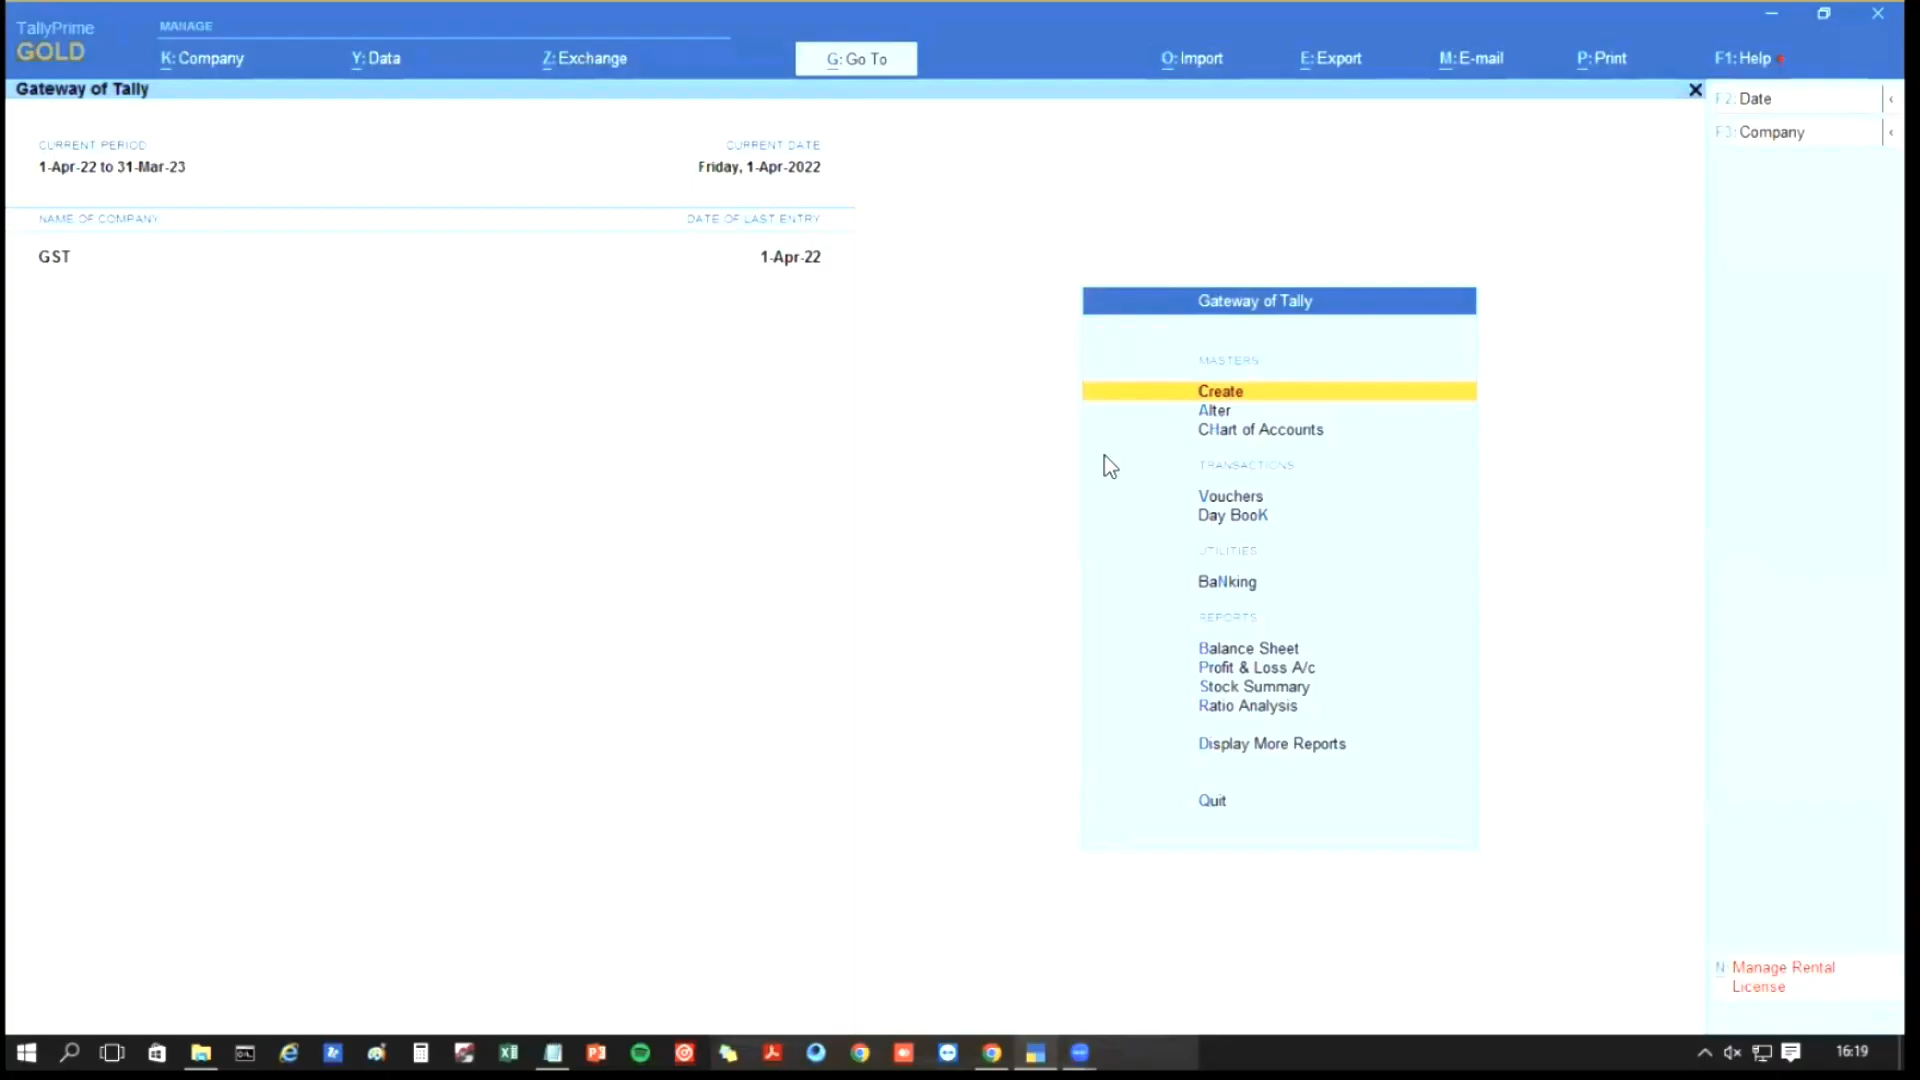 TallyPrime
GOLD
MANAGE
K: Company
Y: Data
Z: Exchange
G: Go To
O: Import
E: Export
M: E-mail
P: Print
F1: Help
Gateway of Tally
F2: Date
F3: Company
CURRENT PERIOD
CURRENT DATE
1-Apr-22 to 31-Mar-23
Friday, 1-Apr-2022
NAME OF COMPANY
DATE OF LAST ENTRY
GST
1-Apr-22
Gateway of Tally
MASTERS
Create
Alter
CHart of Accounts
TRANSACTIONS
Vouchers
Day BooK
UTILITIES
BaNking
REPORTS
Balance Sheet
Profit & Loss A/c
Stock Summary
Ratio Analysis
Display More Reports
Quit
N: Manage Rental
License
16:19